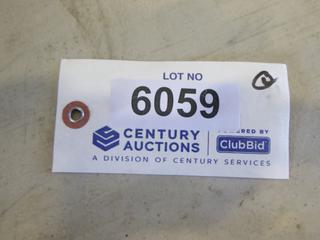 LOT NO
6059
CENTURY AUCTIONS
POWERED BY
ClubBid
A DIVISION OF CENTURY SERVICES